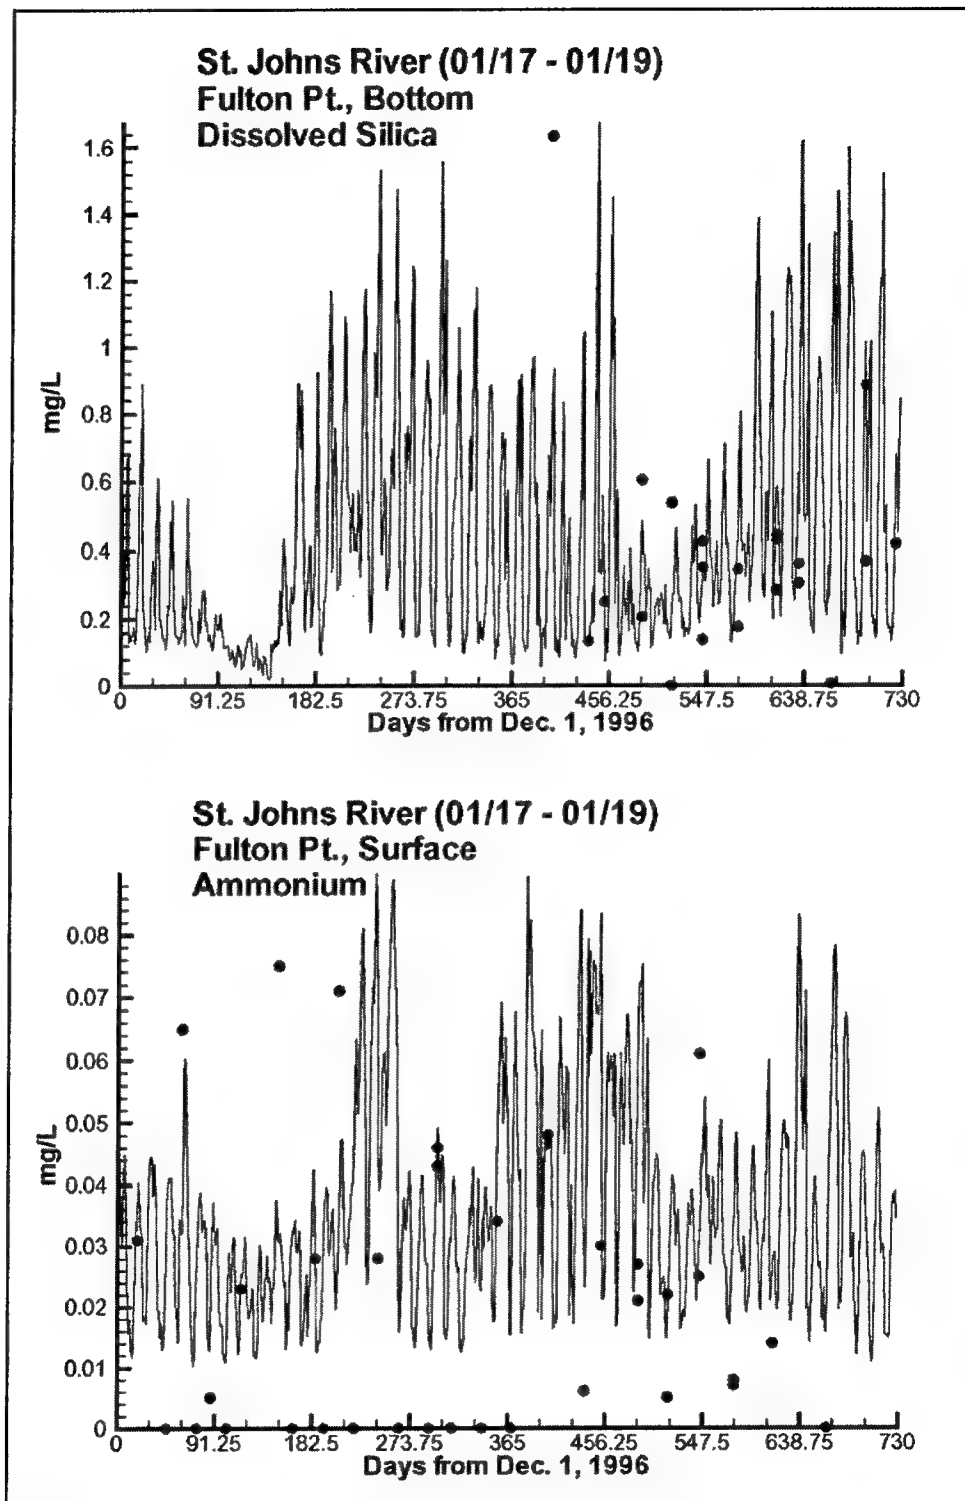 St. Johns River (01/17 - 01/19)
Fulton Pt., Bottom
Dissolved Silica
1.6
1.4
1.2
1
0.8
0.6
0.4
0.2
0
mg/L
0 91.25 182.5 273.75 365 456.25 547.5 638.75 730
Days from Dec. 1, 1996
St. Johns River (01/17 - 01/19)
Fulton Pt., Surface
Ammonium
0.08
0.07
0.06
0.05
0.04
0.03
0.02
0.01
0
mg/L
0 91.25 182.5 273.75 365 456.25 547.5 638.75 730
Days from Dec. 1, 1996